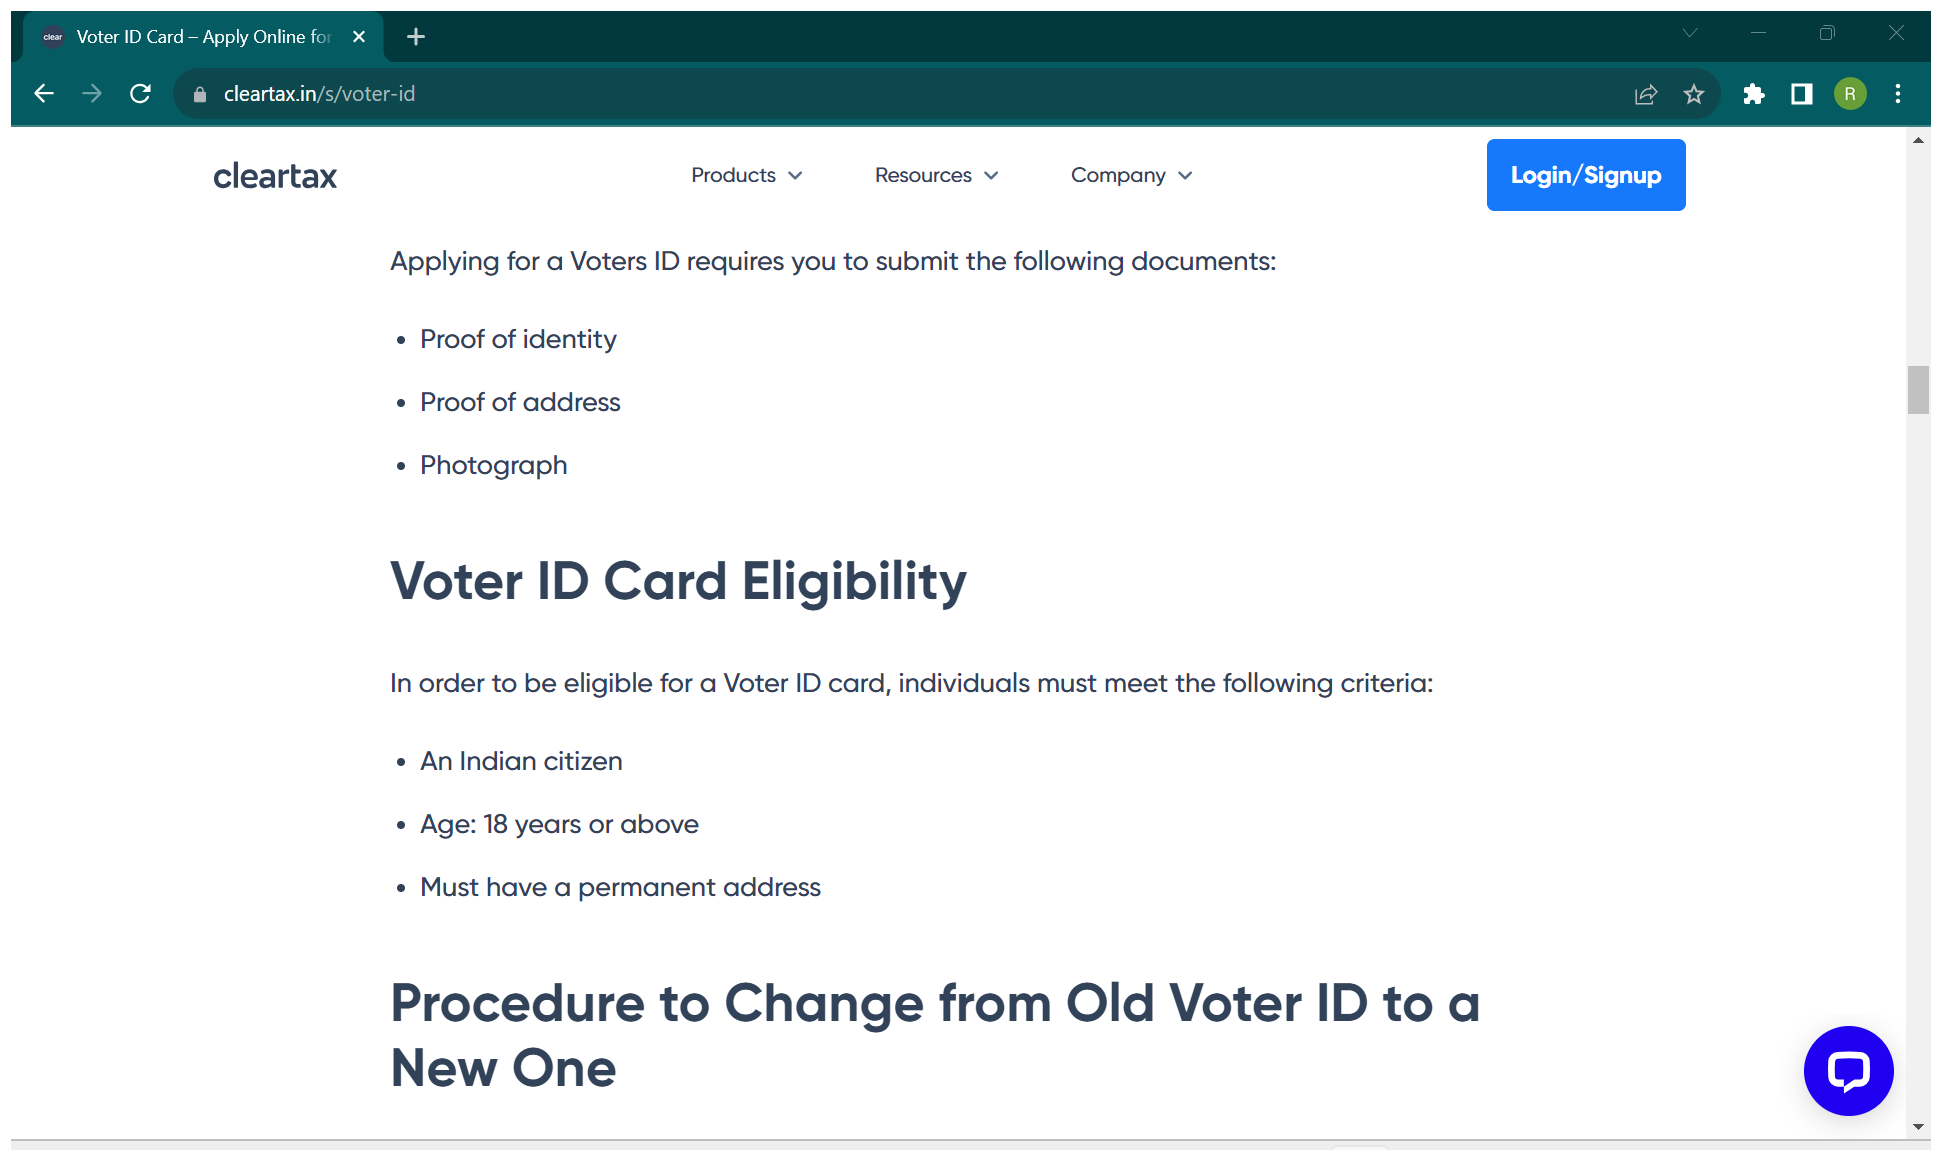 clear
Voter ID Card – Apply Online for
cleartax.in/s/voter-id
R
cleartax
Products
Resources
Company
Login/Signup
Applying for a Voters ID requires you to submit the following documents:
• Proof of identity
• Proof of address
• Photograph
Voter ID Card Eligibility
In order to be eligible for a Voter ID card, individuals must meet the following criteria:
• An Indian citizen
• Age: 18 years or above
• Must have a permanent address
Procedure to Change from Old Voter ID to a
New One